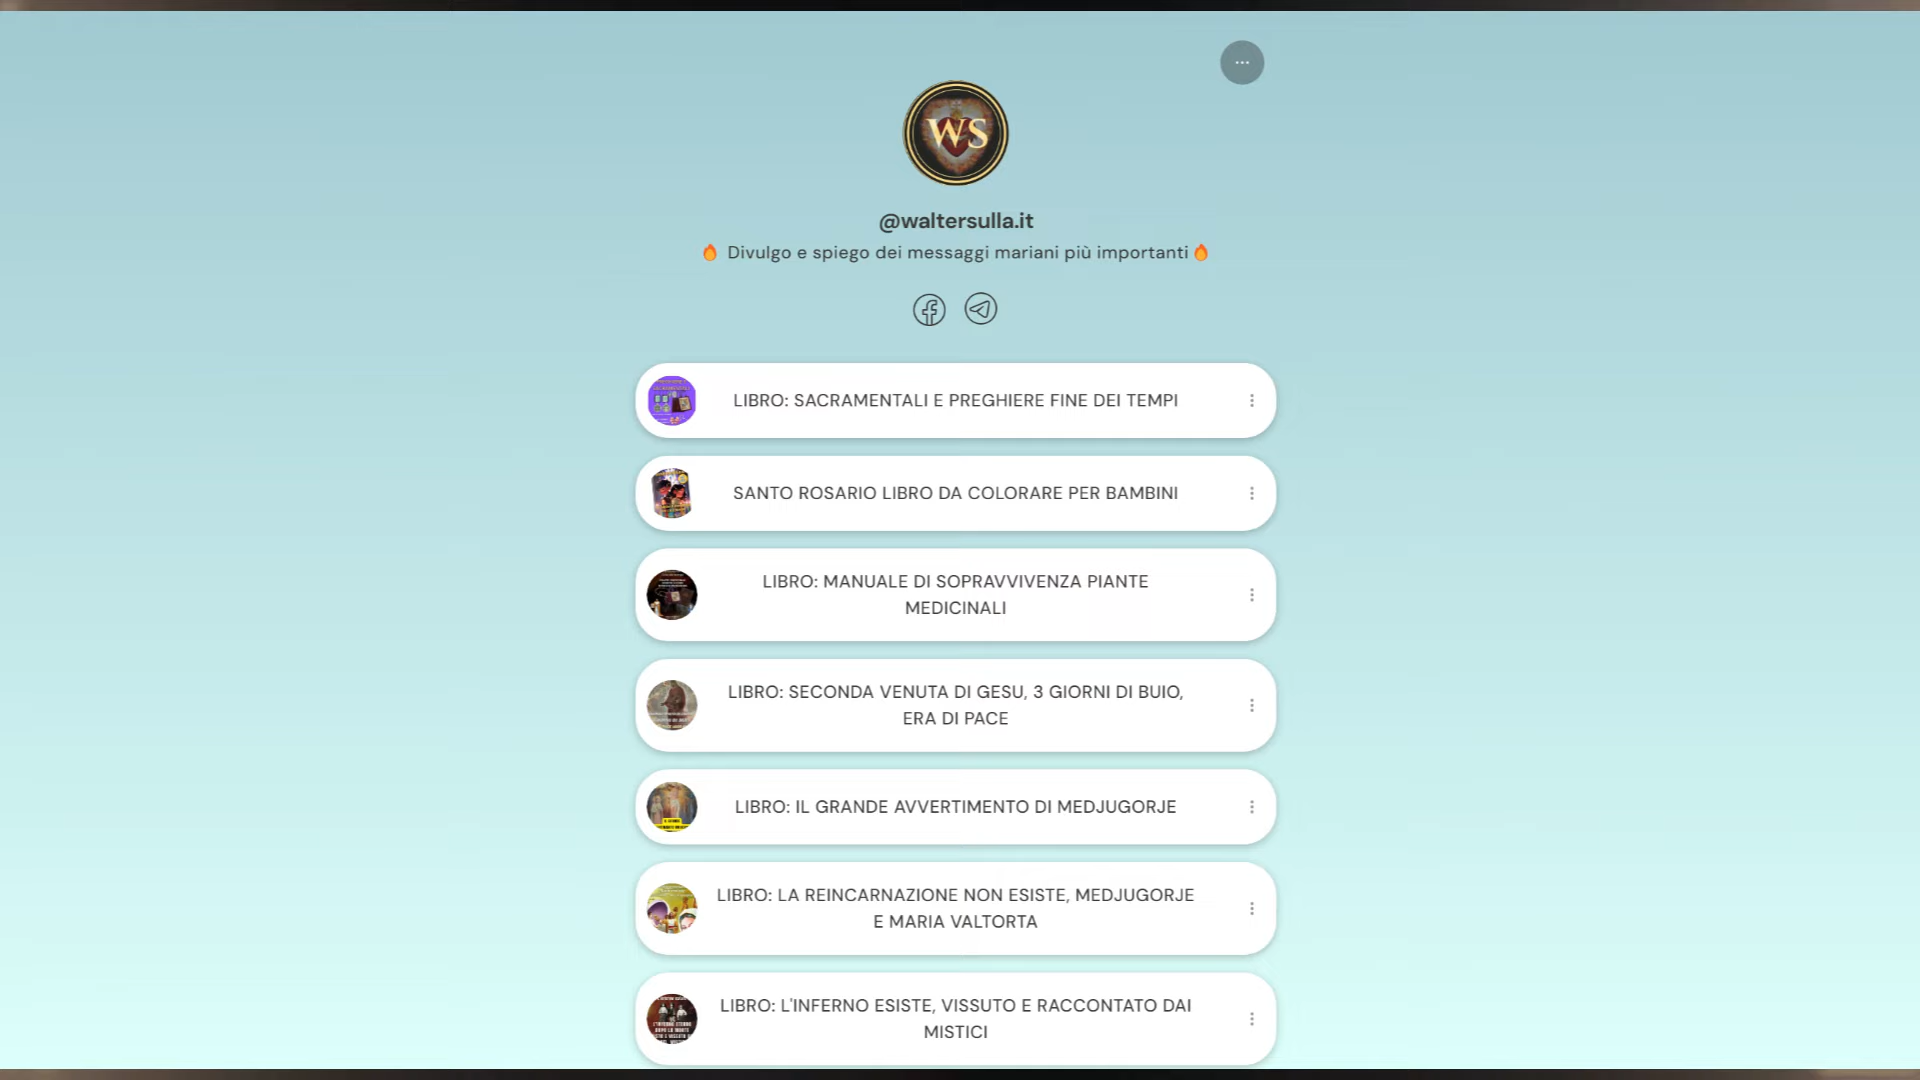 WS
@waltersulla.it
🔥 Divulgo e spiego dei messaggi mariani più importanti🔥
LIBRO: SACRAMENTALI E PREGHIERE FINE DEI TEMPI
SANTO ROSARIO LIBRO DA COLORARE PER BAMBINI
LIBRO: MANUALE DI SOPRAVVIVENZA PIANTE
MEDICINALI
LIBRO: SECONDA VENUTA DI GESU, 3 GIORNI DI BUIO,
ERA DI PACE
LIBRO: IL GRANDE AVVERTIMENTO DI MEDJUGORJE
LIBRO: LA REINCARNAZIONE NON ESISTE, MEDJUGORJE
E MARIA VALTORTA
LIBRO: L'INFERNO ESISTE, VISSUTO E RACCONTATO DAI
MISTICI